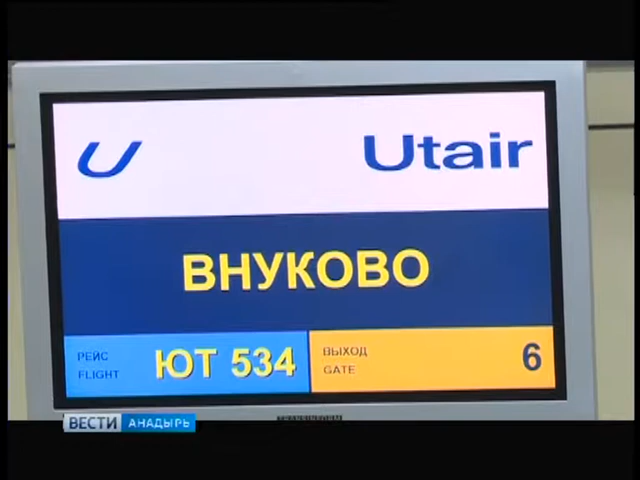 Utair
ВНУКОВО
РЕЙС
FLIGHT
ЮТ 534
ВЫХОД
GATE
6
ВЕСТИ АНАДЫРЬ